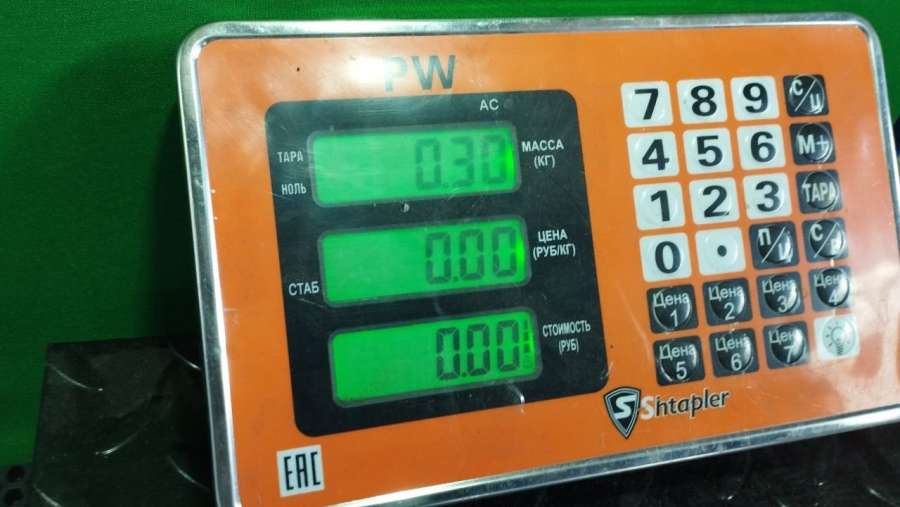 PW
AC
ТАРА
НОЛЬ
0.30
МАССА
(КГ)
СТАБ
0.00
ЦЕНА
(РУБ/КГ)
0.00
СТОИМОСТЬ
(РУБ)
7 8 9 С/Ц
4 5 6 М+
1 2 3 ТАРА
0 . П/ С/Р
Цена 1 Цена 2 Цена 3 Цена 4
Цена 5 Цена 6 Цена 7
S Shtapler
EAC